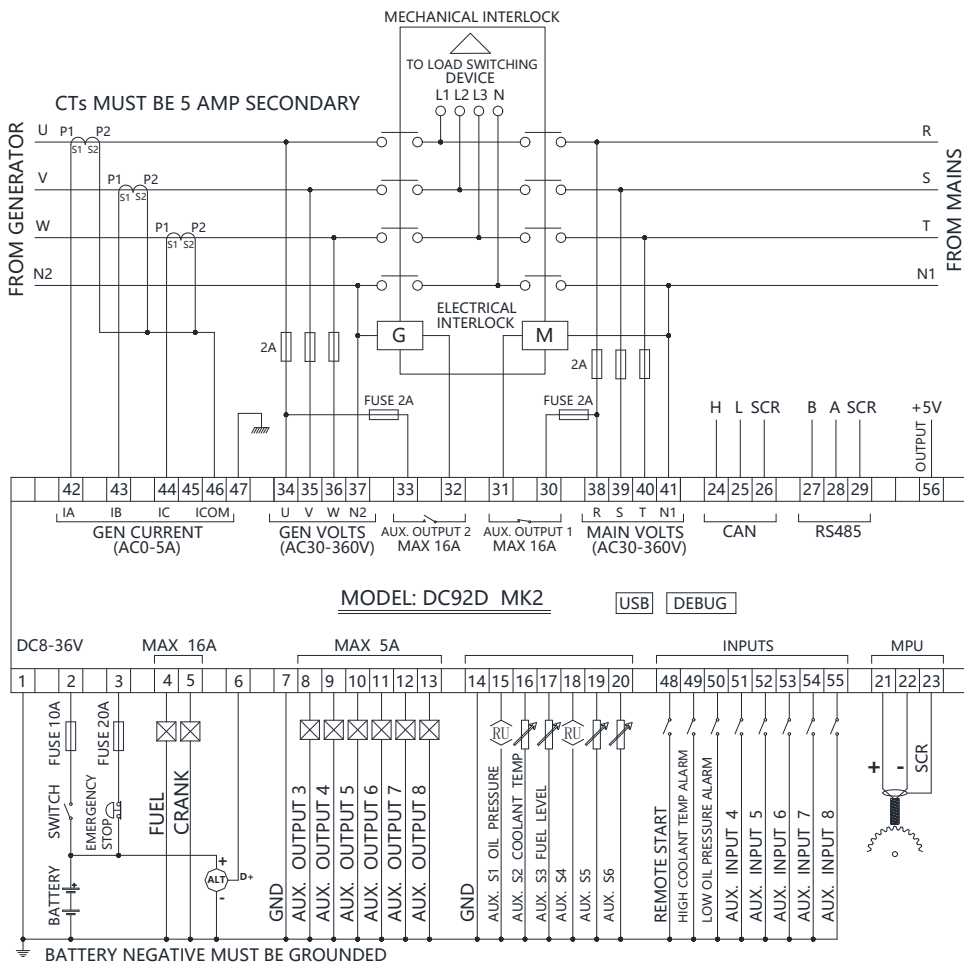 MECHANICAL INTERLOCK
TO LOAD SWITCHING
DEVICE
L1 L2 L3 N
CTs MUST BE 5 AMP SECONDARY
FROM GENERATOR
U P1 P2
S1 S2
V P1 P2
S1 S2
W P1 P2
S1 S2
N2
R
S
T
N1
FROM MAINS
ELECTRICAL
INTERLOCK
G
M
2A
2A
FUSE 2A
FUSE 2A
H L SCR
B A SCR
+5V
OUTPUT
42 43 44 45 46 47 34 35 36 37 33 32 31 30 38 39 40 41 24 25 26 27 28 29 56
IA IB IC ICOM
GEN CURRENT
(AC0-5A)
U V W N2
GEN VOLTS
(AC30-360V)
AUX. OUTPUT 2
MAX 16A
AUX. OUTPUT 1
MAX 16A
R S T N1
MAIN VOLTS
(AC30-360V)
CAN
RS485
MODEL: DC92D MK2
USB
DEBUG
DC8-36V
MAX 16A
MAX 5A
INPUTS
MPU
1 2 3 4 5 6 7 8 9 10 11 12 13 14 15 16 17 18 19 20 48 49 50 51 52 53 54 55 21 22 23
FUSE 10A
SWITCH
BATTERY
+
FUSE 20A
EMERGENCY
STOP
FUEL
CRANK
+
ALT
D+
-
GND
AUX. OUTPUT 3
AUX. OUTPUT 4
AUX. OUTPUT 5
AUX. OUTPUT 6
AUX. OUTPUT 7
AUX. OUTPUT 8
GND
RU
AUX. S1 OIL PRESSURE
AUX. S2 COOLANT TEMP
AUX. S3 FUEL LEVEL
RU
AUX. S4
AUX. S5
AUX. S6
REMOTE START
HIGH COOLANT TEMP ALARM
LOW OIL PRESSURE ALARM
AUX. INPUT 4
AUX. INPUT 5
AUX. INPUT 6
AUX. INPUT 7
AUX. INPUT 8
+ -
SCR
BATTERY NEGATIVE MUST BE GROUNDED